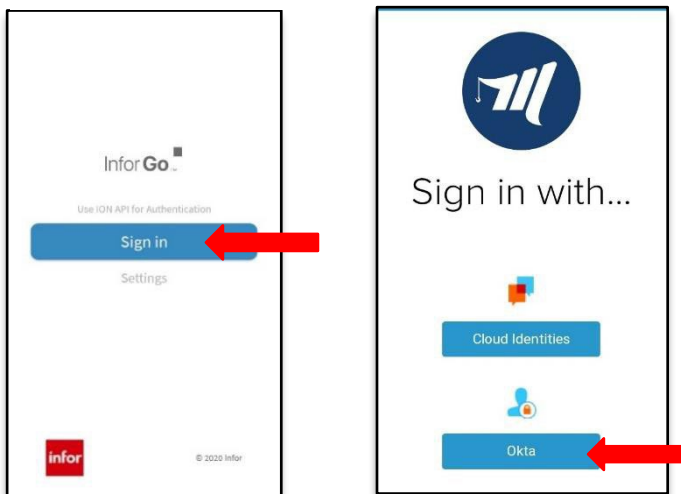 Infor Go
Use ION API for Authentication
Sign in
Settings
infor
© 2020 Infor
Sign in with...
Cloud Identities
Okta